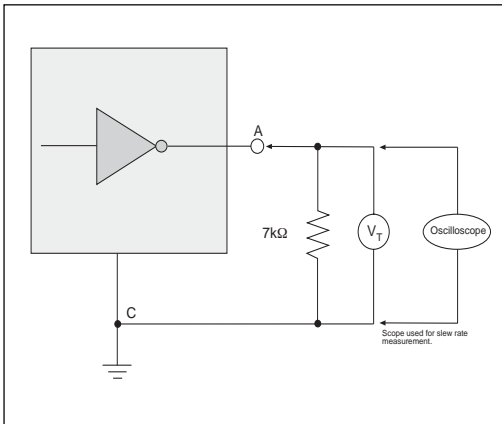 A
7kΩ
VT
Oscilloscope
C
Scope used for slew rate
measurement.